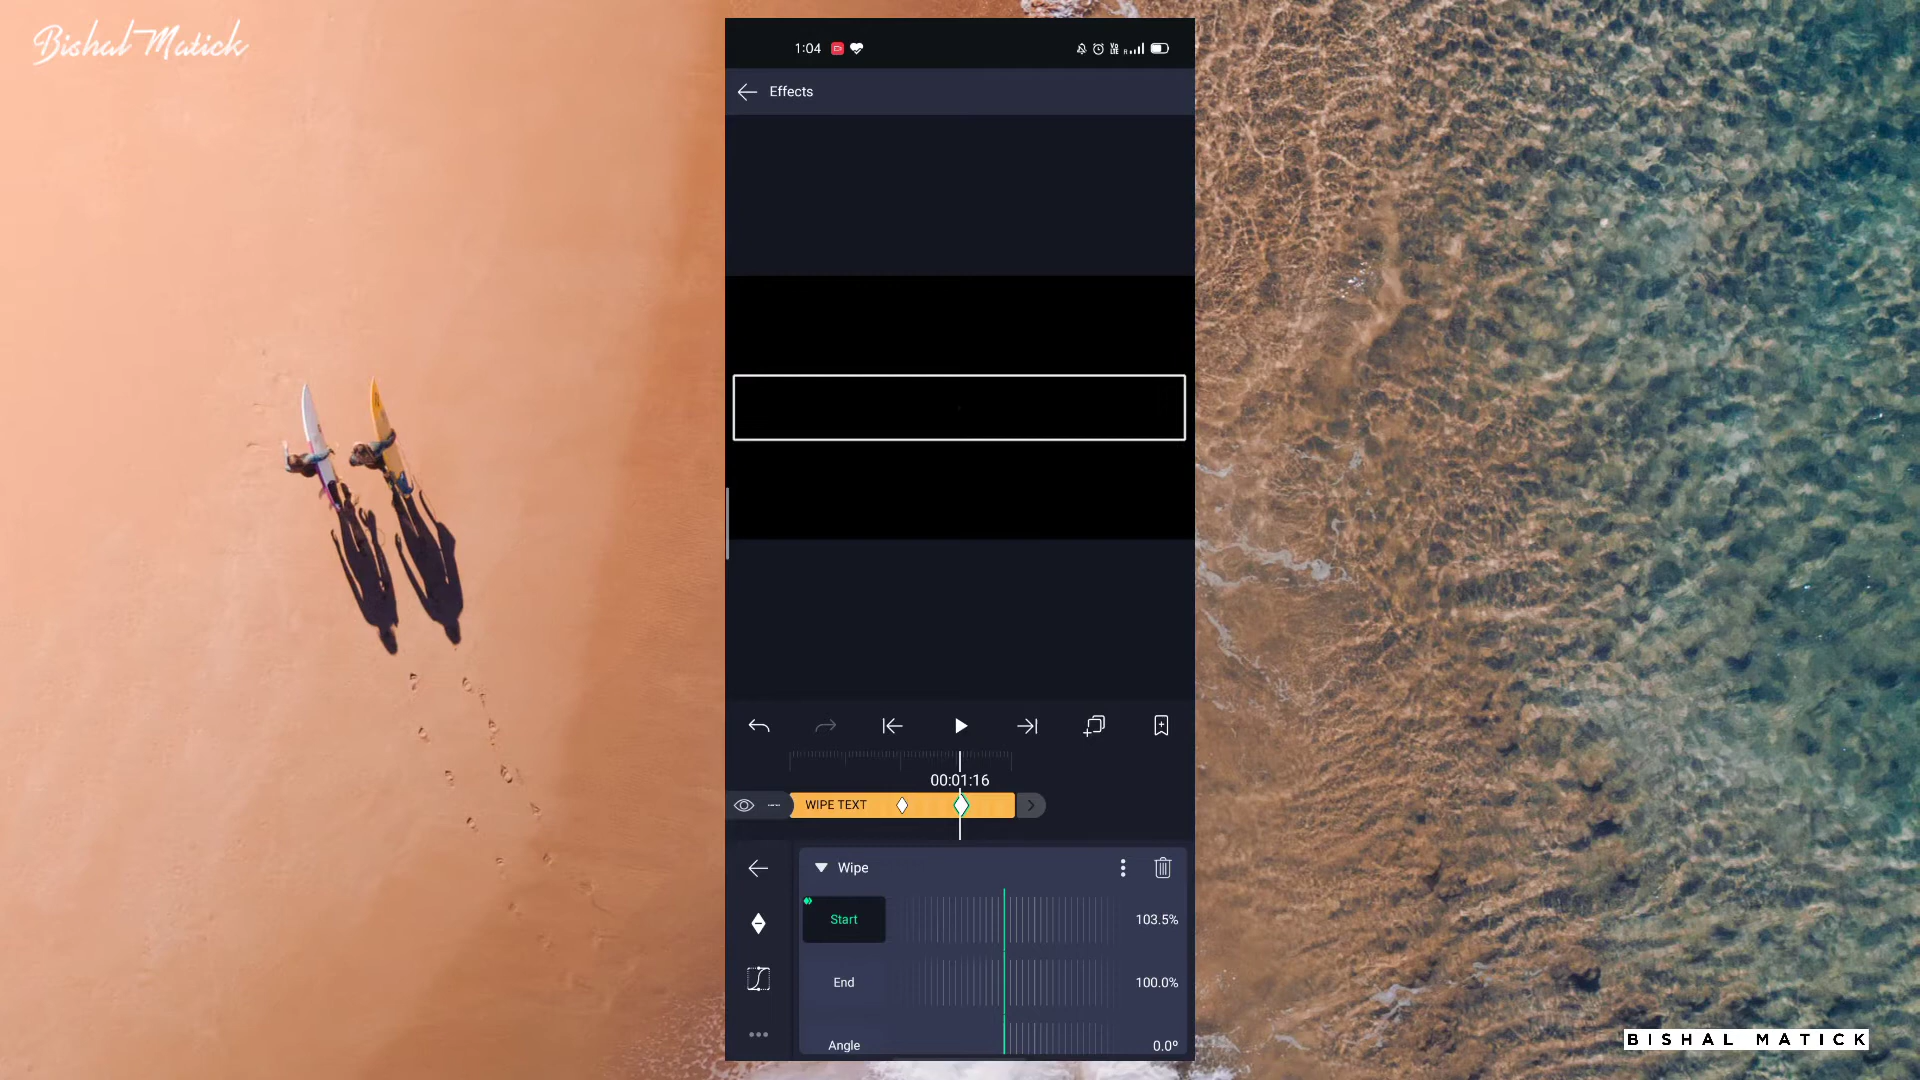 Bishal Matick
1:04
Effects
00:01:16
WIPE TEXT
Wipe
Start
103.5%
End
100.0%
Angle
0.0º
BISHAL MATICK